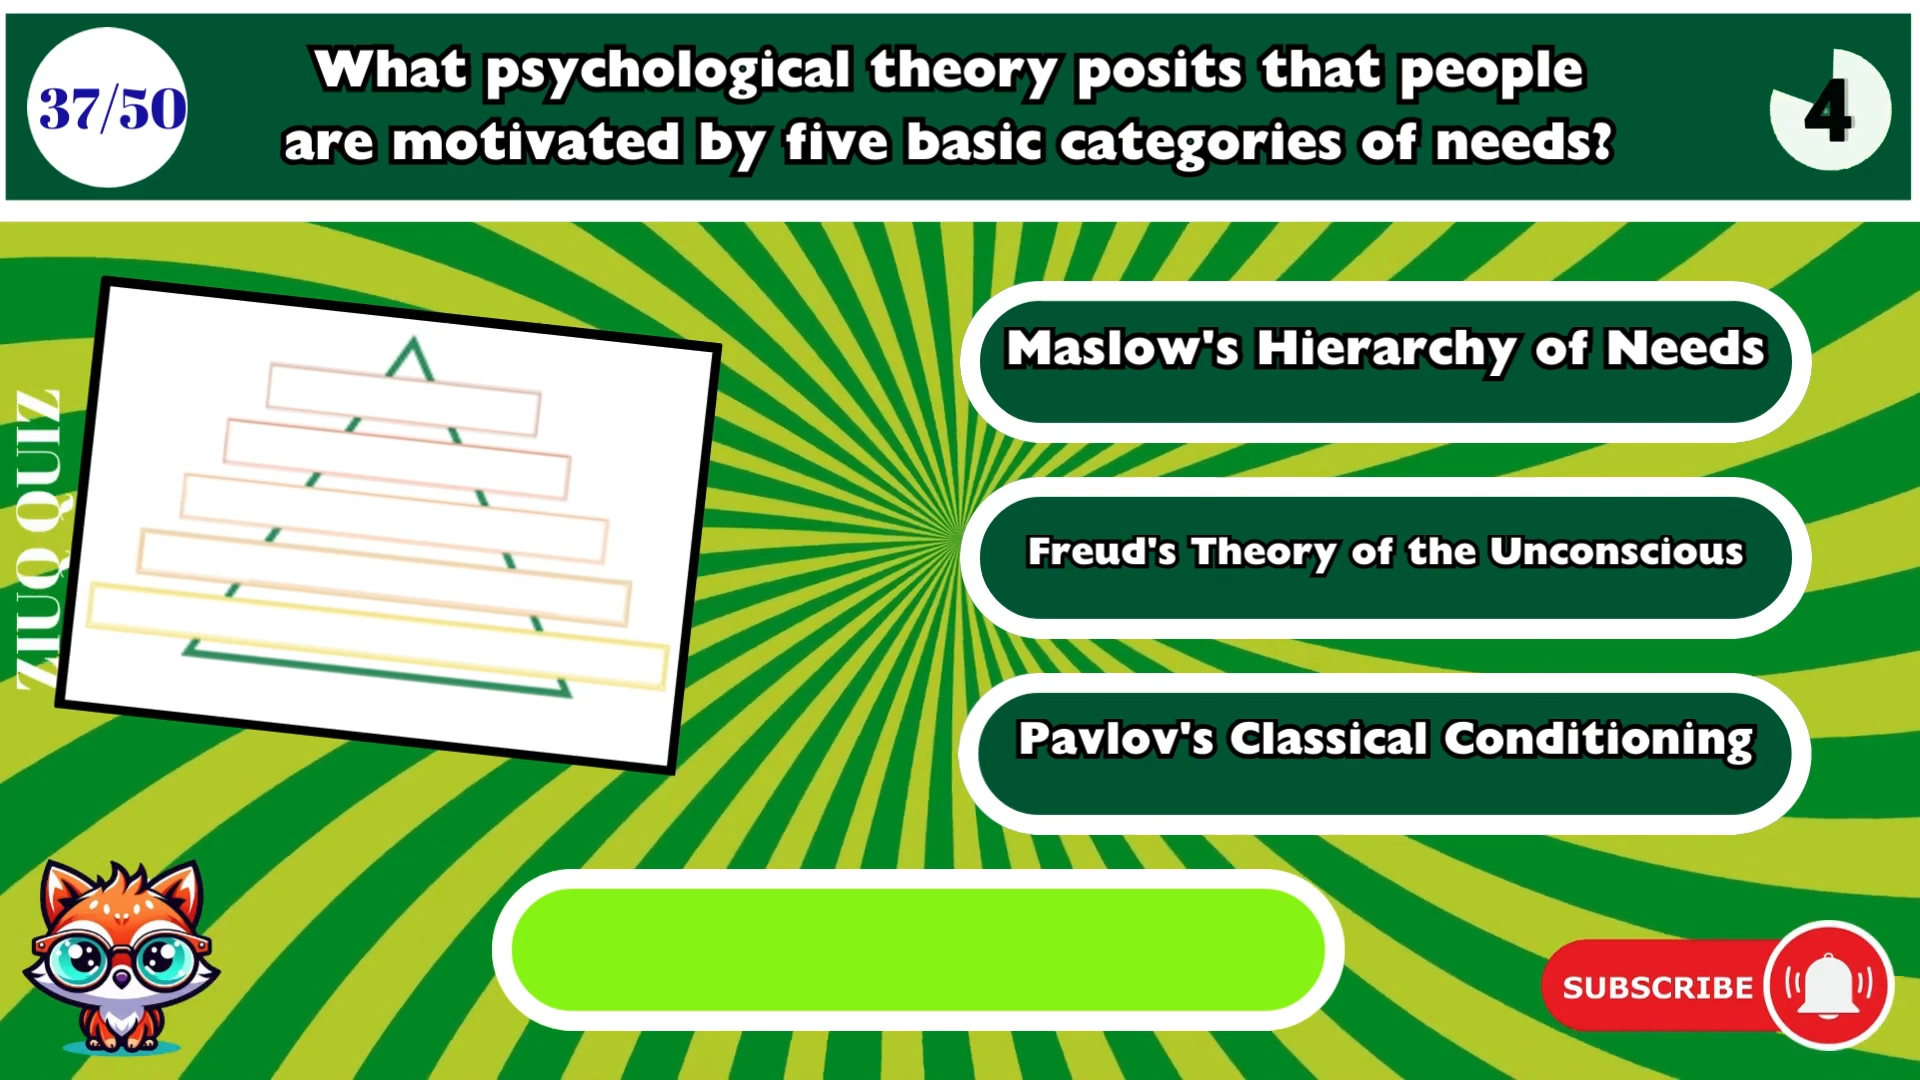 37/50
What psychological theory posits that people
are motivated by five basic categories of needs?
4
ZIUQ QUIZ
Maslow's Hierarchy of Needs
Freud's Theory of the Unconscious
Pavlov's Classical Conditioning
SUBSCRIBE